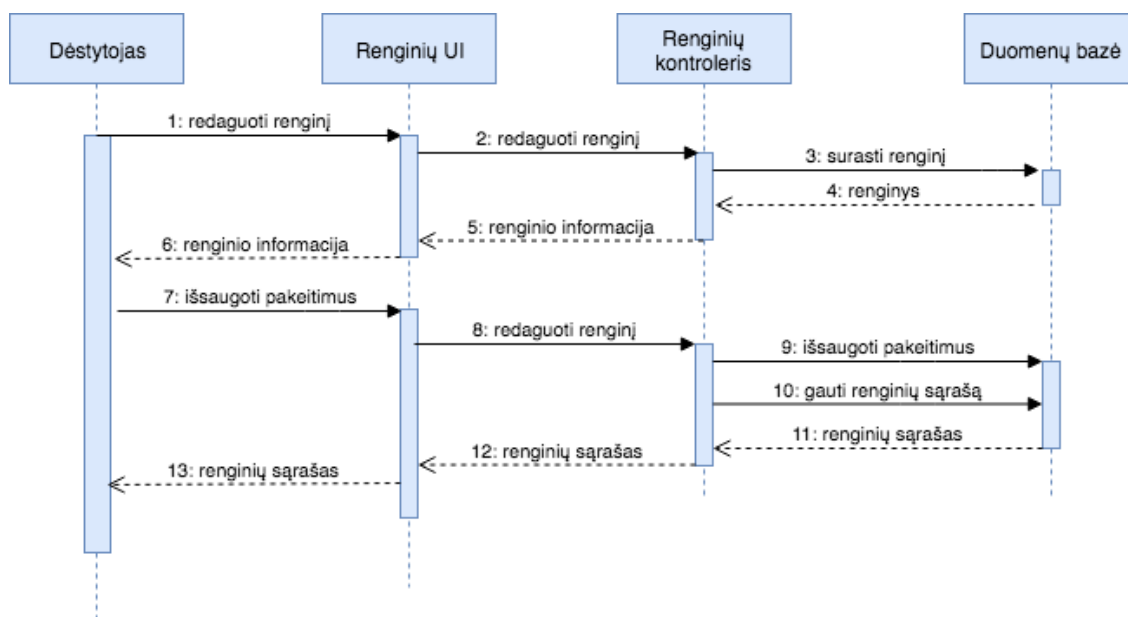 Dėstytojas
Renginių UI
Renginių
kontroleris
Duomenų bazė
1: redaguoti renginį
2: redaguoti renginį
3: surasti renginį
4: renginys
5: renginio informacija
6: renginio informacija
7: išsaugoti pakeitimus
8: redaguoti renginį
9: išsaugoti pakeitimus
10: gauti renginių sąrašą
11: renginių sąrašas
12: renginių sąrašas
13: renginių sąrašas